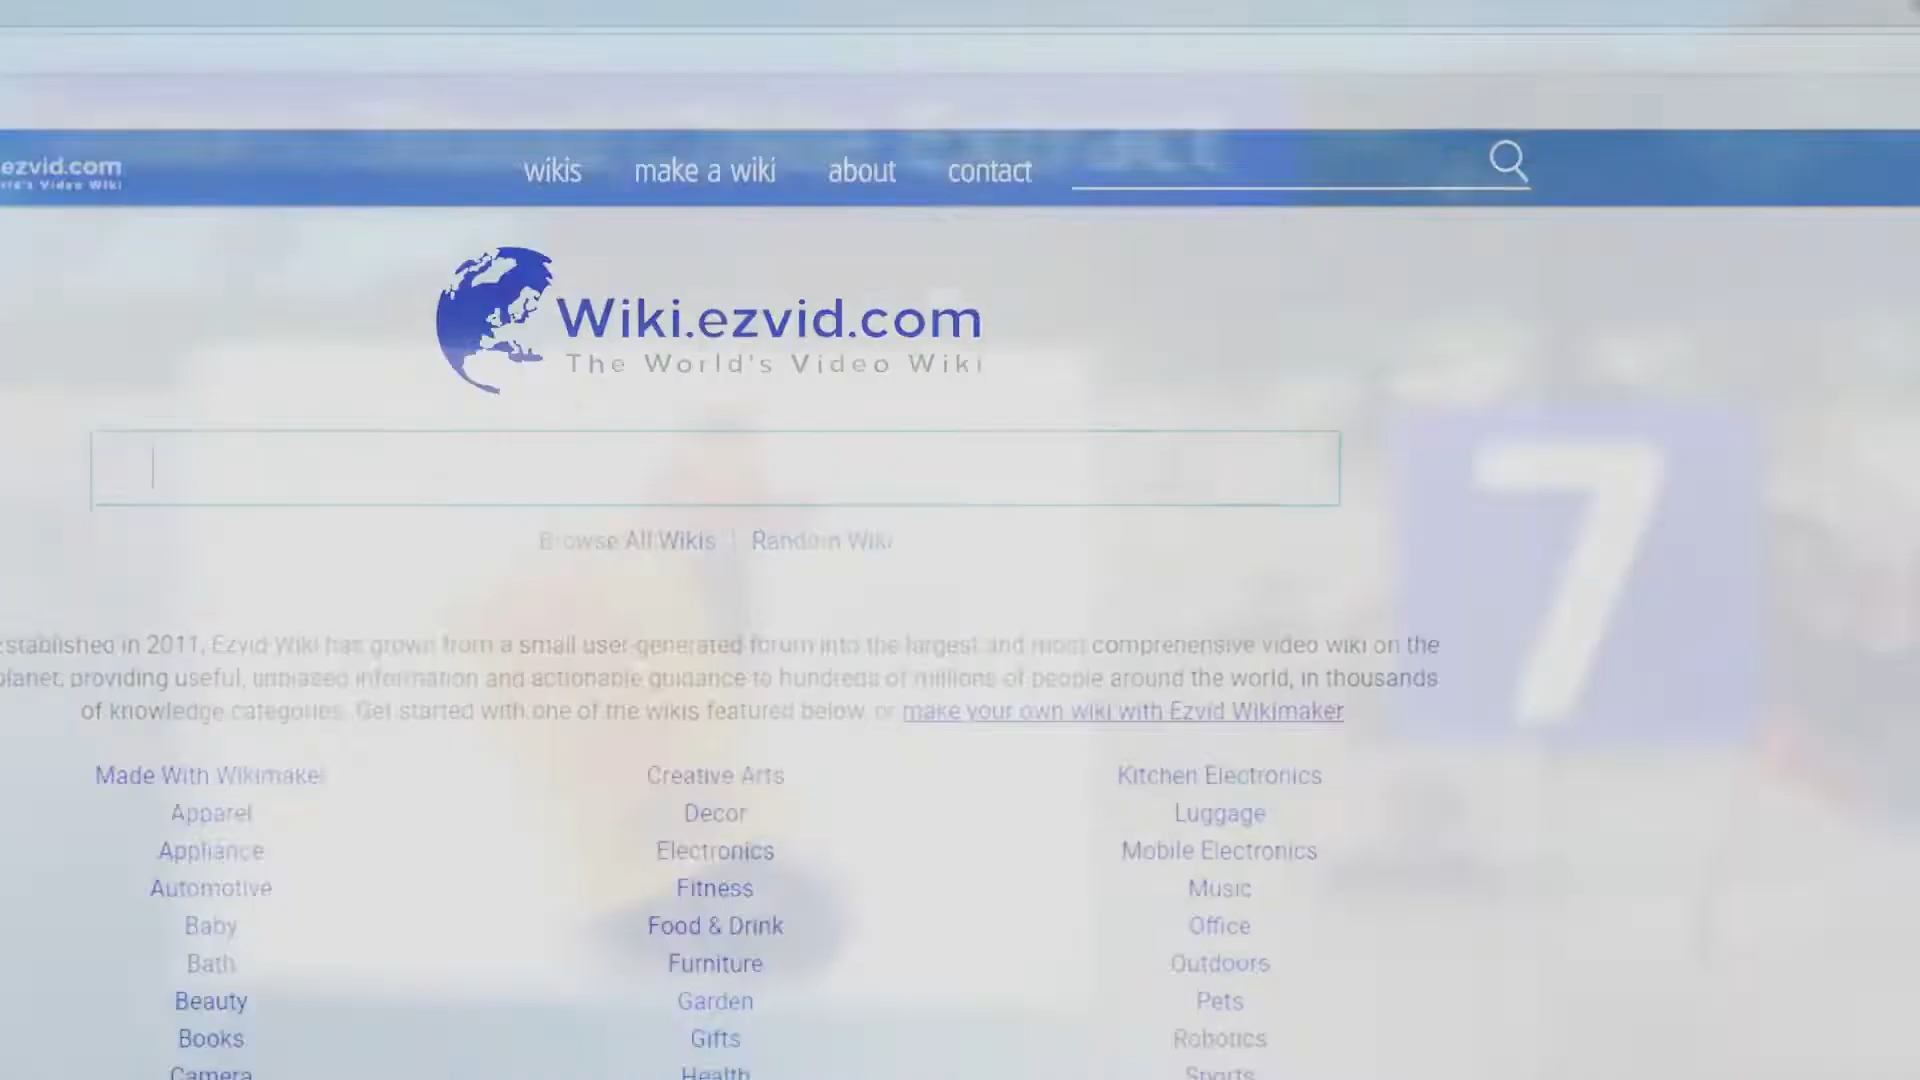 ezvid.com
wikis make a wiki about contact
Wiki.ezvid.com
The World's Video Wiki
Browse All Wikis | Random Wiki
7
established in 2011, Ezvid Wiki has grown from a small user-generated forum into the largest and most comprehensive video wiki on the
planet, providing useful, unbiased information and actionable guidance to hundreds of millions of people around the world, in thousands
of knowledge categories. Get started with one of the wikis featured below, or make your own wiki with Ezvid Wikimaker
Made With Wikimaker Creative Arts Kitchen Electronics
Apparel Decor Luggage
Appliance Electronics Mobile Electronics
Automotive Fitness Music
Baby Food & Drink Office
Bath Furniture Outdoors
Beauty Garden Pets
Books Gifts Robotics
Camera Health Sports